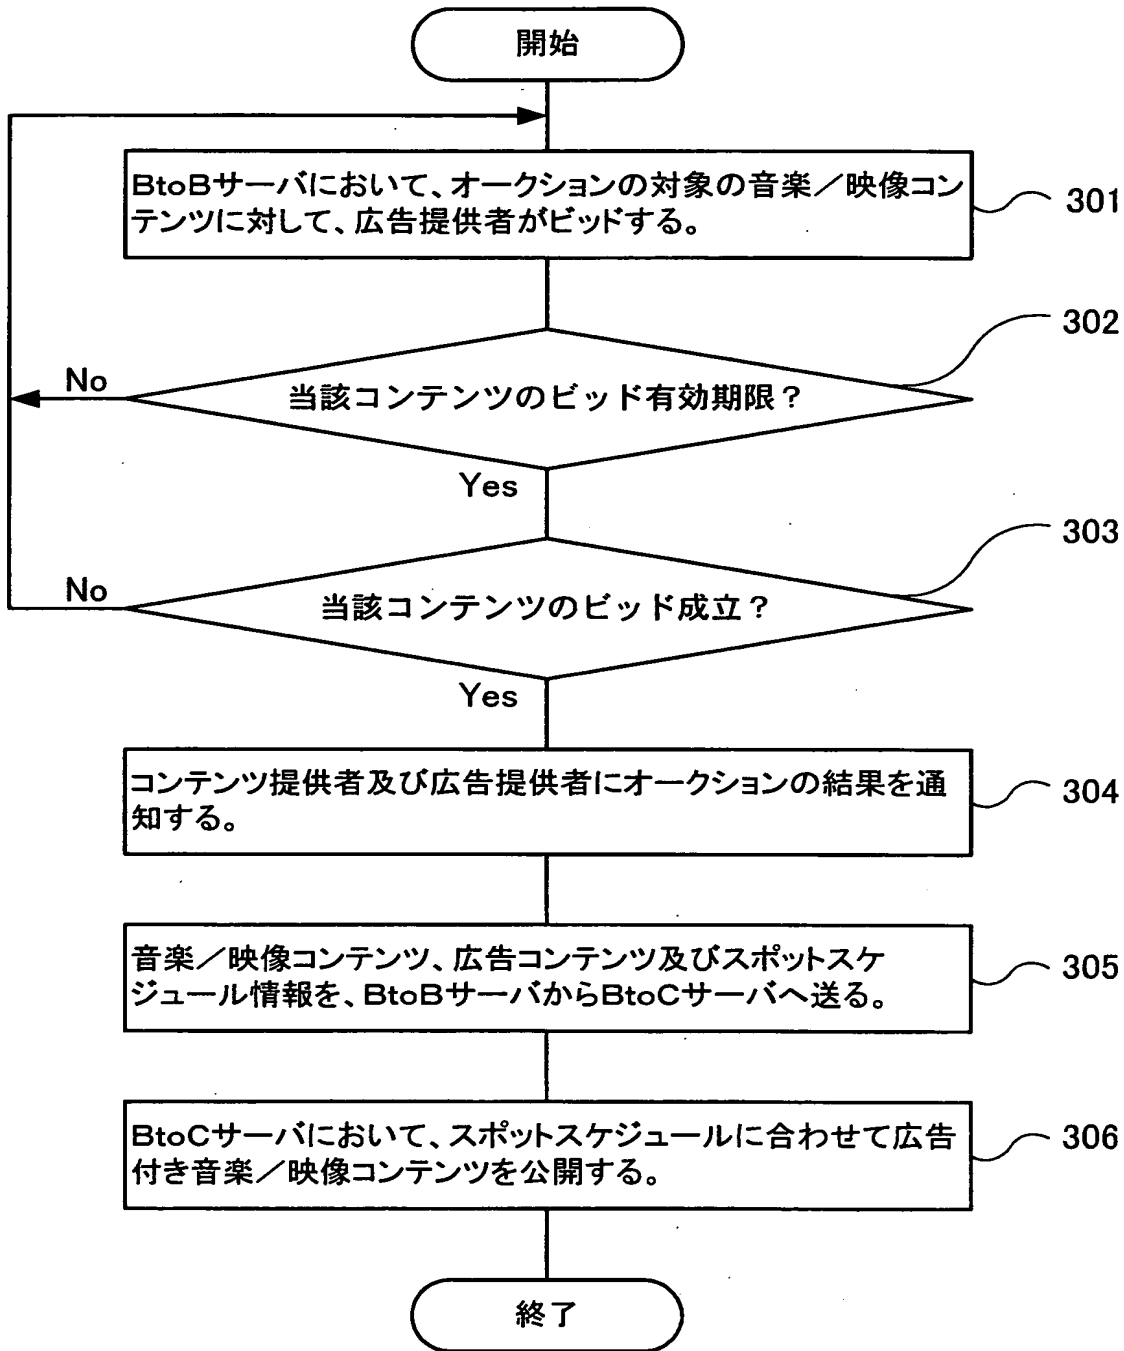 開始
BtoBサーバにおいて、オークションの対象の音楽／映像コン
テンツに対して、広告提供者がビッドする。
301
302
No
当該コンテンツのビッド有効期限？
Yes
303
No
当該コンテンツのビッド成立？
Yes
コンテンツ提供者及び広告提供者にオークションの結果を通
知する。
304
音楽／映像コンテンツ、広告コンテンツ及びスポットスケ
ジュール情報を、BtoBサーバからBtoCサーバへ送る。
305
BtoCサーバにおいて、スポットスケジュールに合わせて広告
付き音楽／映像コンテンツを公開する。
306
終了